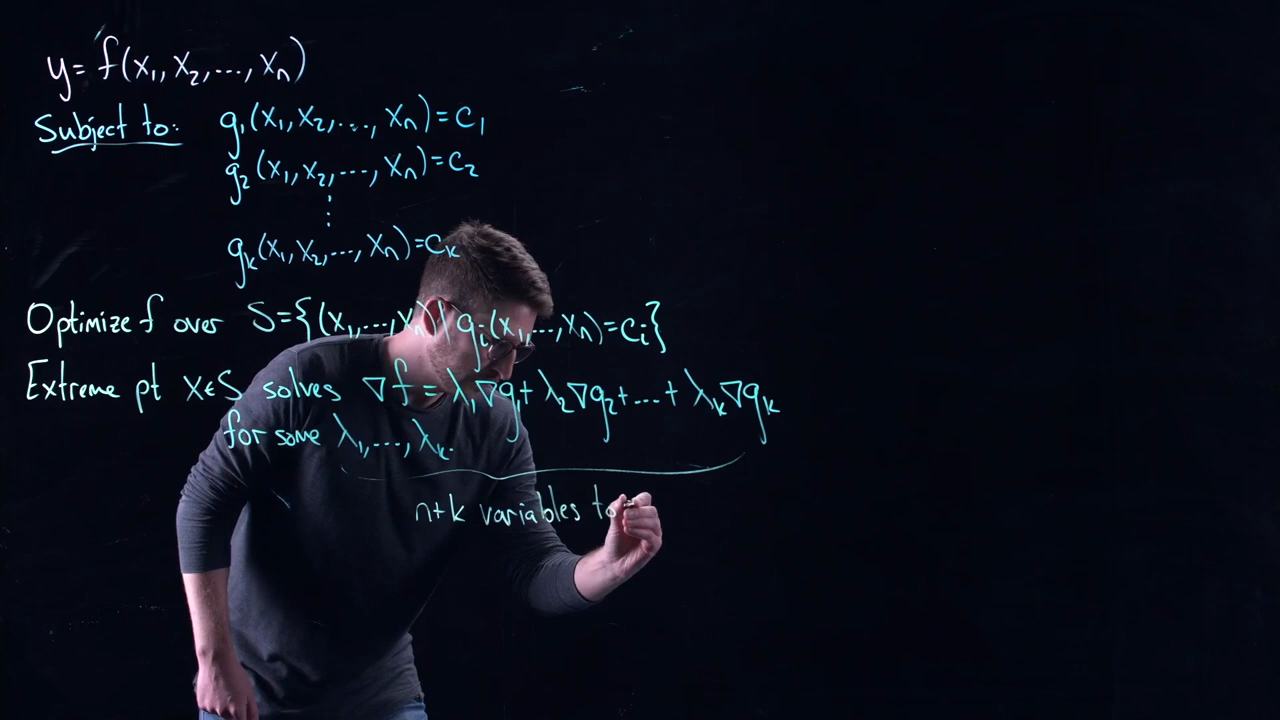 y=f(x₁,x₂,...,xₙ)
Subject to: g₁(x₁,x₂,...,xₙ)=c₁
g₂(x₁,x₂,...,xₙ)=c₂
⋮
gₖ(x₁,x₂,...,xₙ)=cₖ
Optimize f over S={(x₁,...,xₙ)|gᵢ(x₁,...,xₙ)=cᵢ}
Extreme pt x∈S solves ∇f=λ₁∇g₁+λ₂∇g₂+...+λₖ∇gₖ
for some λ₁,...,λₖ.
n+k variables to